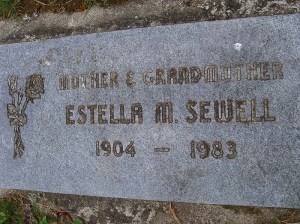 MOTHER & GRANDMOTHER
ESTELLA M. SEWELL
1904 - 1983